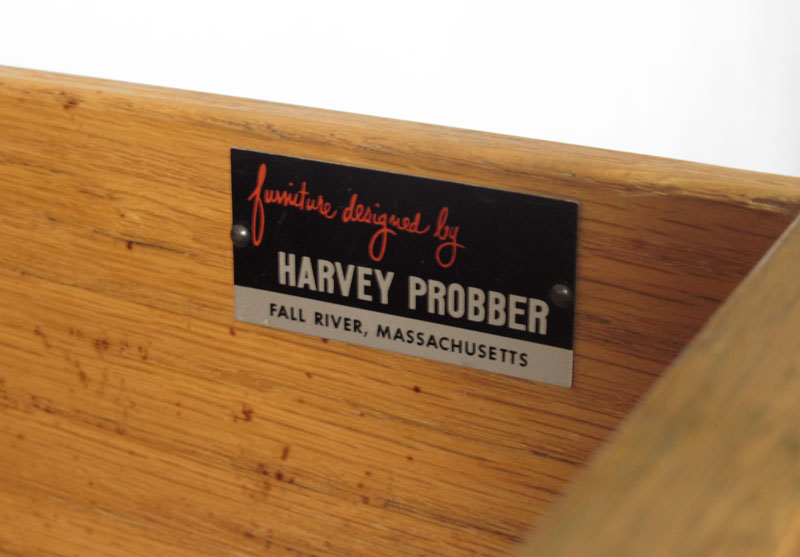 furniture designed by
HARVEY PROBBER
FALL RIVER, MASSACHUSETTS